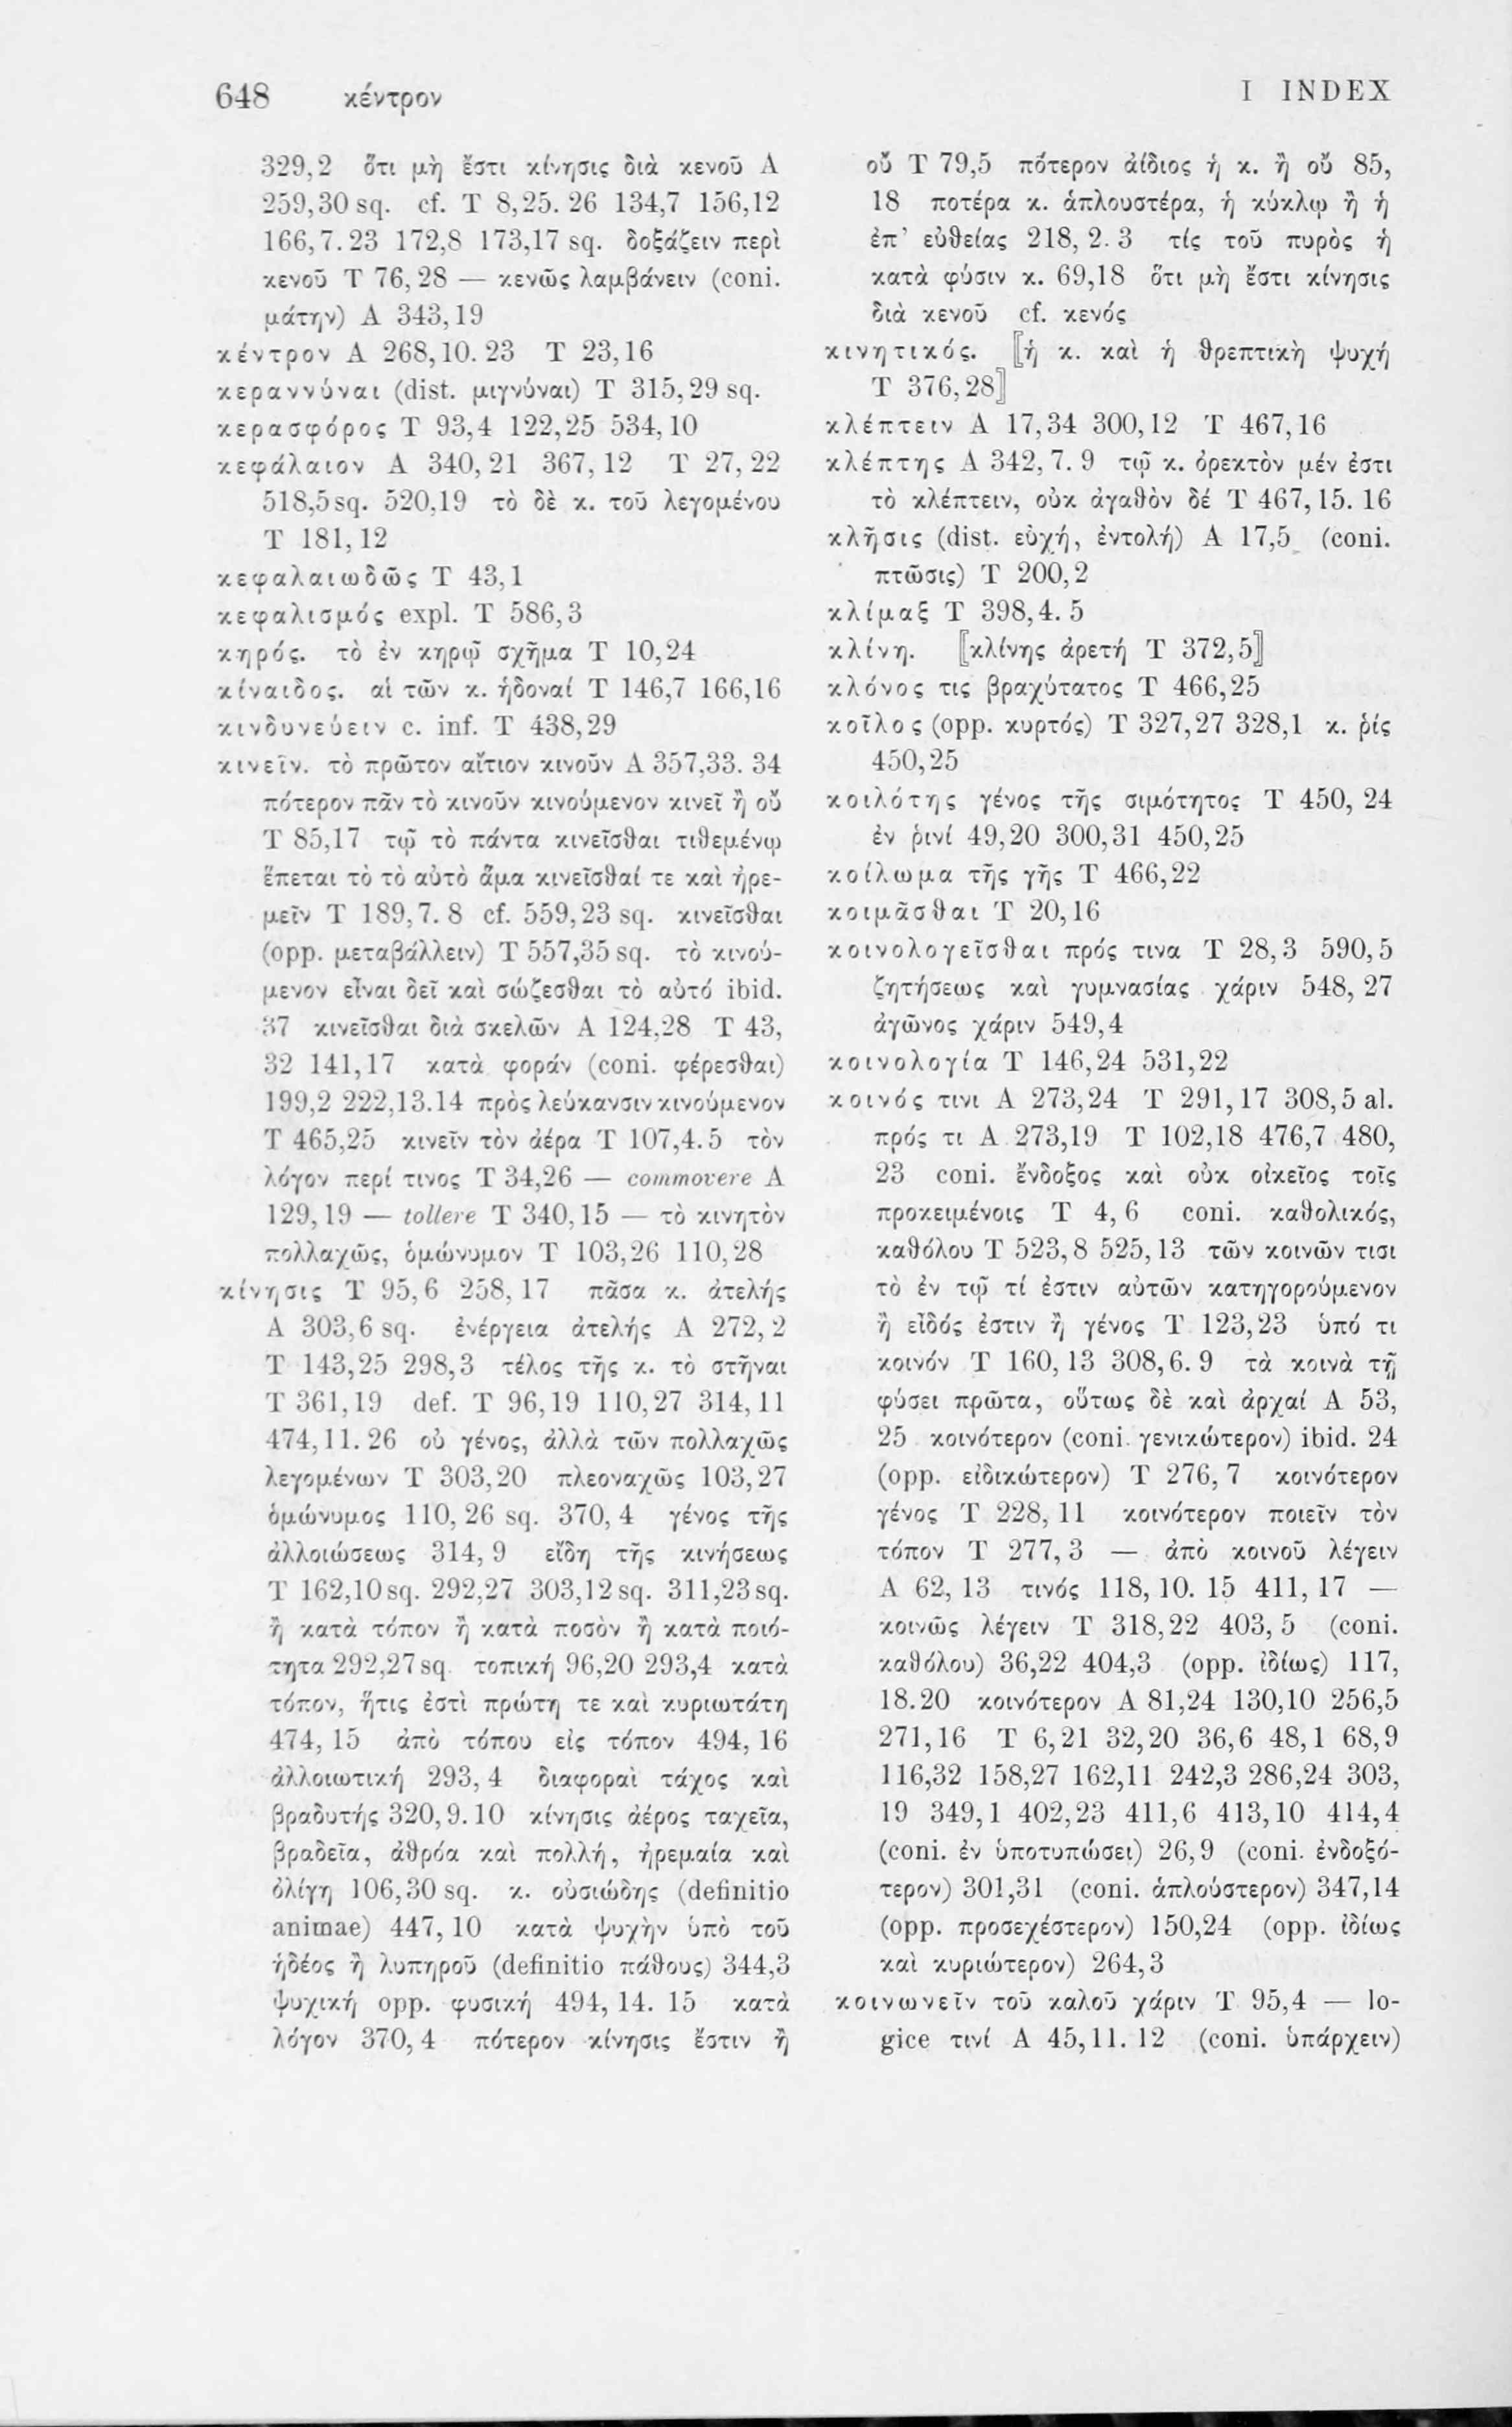 648 κέντρον
I INDEX
329,2 ὅτι μὴ ἔστι κίνησις διὰ κενοῦ A
259,30 sq. cf. T 8,25. 26 134,7 156,12
166,7. 23 172,8 173,17 sq. δοξάζειν περὶ
κενοῦ T 76,28 — κενῶς λαμβάνειν (coni.
μάτην) A 343,19
κέντρον A 268,10. 23 T 23,16
κεραννύναι (dist. μιγνύναι) T 315,29 sq.
κερασφόρος T 93,4 122,25 534,10
κεφάλαιον A 340,21 367,12 T 27,22
518,5 sq. 520,19 τὸ δὲ κ. τοῦ λεγομένου
T 181,12
κεφαλαιωδῶς T 43,1
κεφαλισμός expl. T 586,3
κηρός. τὸ ἐν κηρῷ σχῆμα T 10,24
κίναιδος. αἱ τῶν κ. ἡδοναί T 146,7 166,16
κινδυνεύειν c. inf. T 438,29
κινεῖν. τὸ πρῶτον αἴτιον κινοῦν A 357,33. 34
πότερον πᾶν τὸ κινοῦν κινούμενον κινεῖ ἢ οὔ
T 85,17 τῷ τὸ πάντα κινεῖσθαι τιθεμένῳ
ἕπεται τὸ τὸ αὐτὸ ἅμα κινεῖσθαί τε καὶ ἠρε-
μεῖν T 189,7. 8 cf. 559,23 sq. κινεῖσθαι
(opp. μεταβάλλειν) T 557,35 sq. τὸ κινού-
μενον εἶναι δεῖ καὶ σώζεσθαι τὸ αὐτό ibid.
37 κινεῖσθαι διὰ σκελῶν A 124,28 T 43,
32 141,17 κατὰ φοράν (coni. φέρεσθαι)
199,2 222,13.14 πρὸς λεύκανσιν κινούμενον
T 465,25 κινεῖν τὸν ἀέρα T 107,4. 5 τὸν
λόγον περί τινος T 34,26 — commovere A
129,19 — tollere T 340,15 — τὸ κινητὸν
πολλαχῶς, ὁμώνυμον T 103,26 110,28
κίνησις T 95,6 258,17 πᾶσα κ. ἀτελής
A 303,6 sq. ἐνέργεια ἀτελής A 272,2
T 143,25 298,3 τέλος τῆς κ. τὸ στῆναι
T 361,19 def. T 96,19 110,27 314,11
474,11. 26 οὐ γένος, ἀλλὰ τῶν πολλαχῶς
λεγομένων T 303,20 πλεοναχῶς 103,27
ὁμώνυμος 110,26 sq. 370,4 γένος τῆς
ἀλλοιώσεως 314,9 εἴδη τῆς κινήσεως
T 162,10 sq. 292,27 303,12 sq. 311,23 sq.
ἢ κατὰ τόπον ἢ κατὰ ποσὸν ἢ κατὰ ποιό-
τητα 292,27 sq. τοπική 96,20 293,4 κατὰ
τόπον, ἥτις ἐστὶ πρώτη τε καὶ κυριωτάτη
474,15 ἀπὸ τόπου εἰς τόπον 494,16
ἀλλοιωτική 293,4 διαφοραὶ τάχος καὶ
βραδυτής 320,9. 10 κίνησις ἀέρος ταχεῖα,
βραδεῖα, ἀθρόα καὶ πολλή, ἠρεμαία καὶ
ὀλίγη 106,30 sq. κ. οὐσιώδης (definitio
animae) 447,10 κατὰ ψυχὴν ὑπὸ τοῦ
ἡδέος ἢ λυπηροῦ (definitio πάθους) 344,3
ψυχική opp. φυσική 494,14. 15 κατὰ
λόγον 370,4 πότερον κίνησις ἔστιν ἢ
οὔ T 79,5 πότερον ἀίδιος ἡ κ. ἢ οὔ 85,
18 ποτέρα κ. ἁπλουστέρα, ἡ κύκλῳ ἢ ἡ
ἐπ' εὐθείας 218,2. 3 τίς τοῦ πυρὸς ἡ
κατὰ φύσιν κ. 69,18 ὅτι μὴ ἔστι κίνησις
διὰ κενοῦ cf. κενός
κινητικός. ⟦ἡ κ. καὶ ἡ θρεπτικὴ ψυχή
T 376,28⟧
κλέπτειν A 17,34 300,12 T 467,16
κλέπτης A 342,7. 9 τῷ κ. ὀρεκτὸν μέν ἐστι
τὸ κλέπτειν, οὐκ ἀγαθὸν δέ T 467,15. 16
κλῆσις (dist. εὐχή, ἐντολή) A 17,5 (coni.
πτῶσις) T 200,2
κλίμαξ T 398,4. 5
κλίνη. ⟦κλίνης ἀρετή T 372,5⟧
κλόνος τις βραχύτατος T 466,25
κοῖλος (opp. κυρτός) T 327,27 328,1 κ. ῥίς
450,25
κοιλότης γένος τῆς σιμότητος T 450,24
ἐν ῥινί 49,20 300,31 450,25
κοίλωμα τῆς γῆς T 466,22
κοιμᾶσθαι T 20,16
κοινολογεῖσθαι πρός τινα T 28,3 590,5
ζητήσεως καὶ γυμνασίας χάριν 548,27
ἀγῶνος χάριν 549,4
κοινολογία T 146,24 531,22
κοινός τινι A 273,24 T 291,17 308,5 al.
πρός τι A 273,19 T 102,18 476,7 480,
23 coni. ἔνδοξος καὶ οὐκ οἰκεῖος τοῖς
προκειμένοις T 4,6 coni. καθολικός,
καθόλου T 523,8 525,13 τῶν κοινῶν τισι
τὸ ἐν τῷ τί ἐστιν αὐτῶν κατηγορούμενον
ἢ εἶδός ἐστιν ἢ γένος T 123,23 ὑπό τι
κοινόν T 160,13 308,6. 9 τὰ κοινὰ τῇ
φύσει πρῶτα, οὕτως δὲ καὶ ἀρχαί A 53,
25 κοινότερον (coni. γενικώτερον) ibid. 24
(opp. εἰδικώτερον) T 276,7 κοινότερον
γένος T 228,11 κοινότερον ποιεῖν τὸν
τόπον T 277,3 — ἀπὸ κοινοῦ λέγειν
A 62,13 τινός 118,10. 15 411,17 —
κοινῶς λέγειν T 318,22 403,5 (coni.
καθόλου) 36,22 404,3 (opp. ἰδίως) 117,
18.20 κοινότερον A 81,24 130,10 256,5
271,16 T 6,21 32,20 36,6 48,1 68,9
116,32 158,27 162,11 242,3 286,24 303,
19 349,1 402,23 411,6 413,10 414,4
(coni. ἐν ὑποτυπώσει) 26,9 (coni. ἐνδοξό-
τερον) 301,31 (coni. ἁπλούστερον) 347,14
(opp. προσεχέστερον) 150,24 (opp. ἰδίως
καὶ κυριώτερον) 264,3
κοινωνεῖν τοῦ καλοῦ χάριν T 95,4 — lo-
gice τινί A 45,11. 12 (coni. ὑπάρχειν)